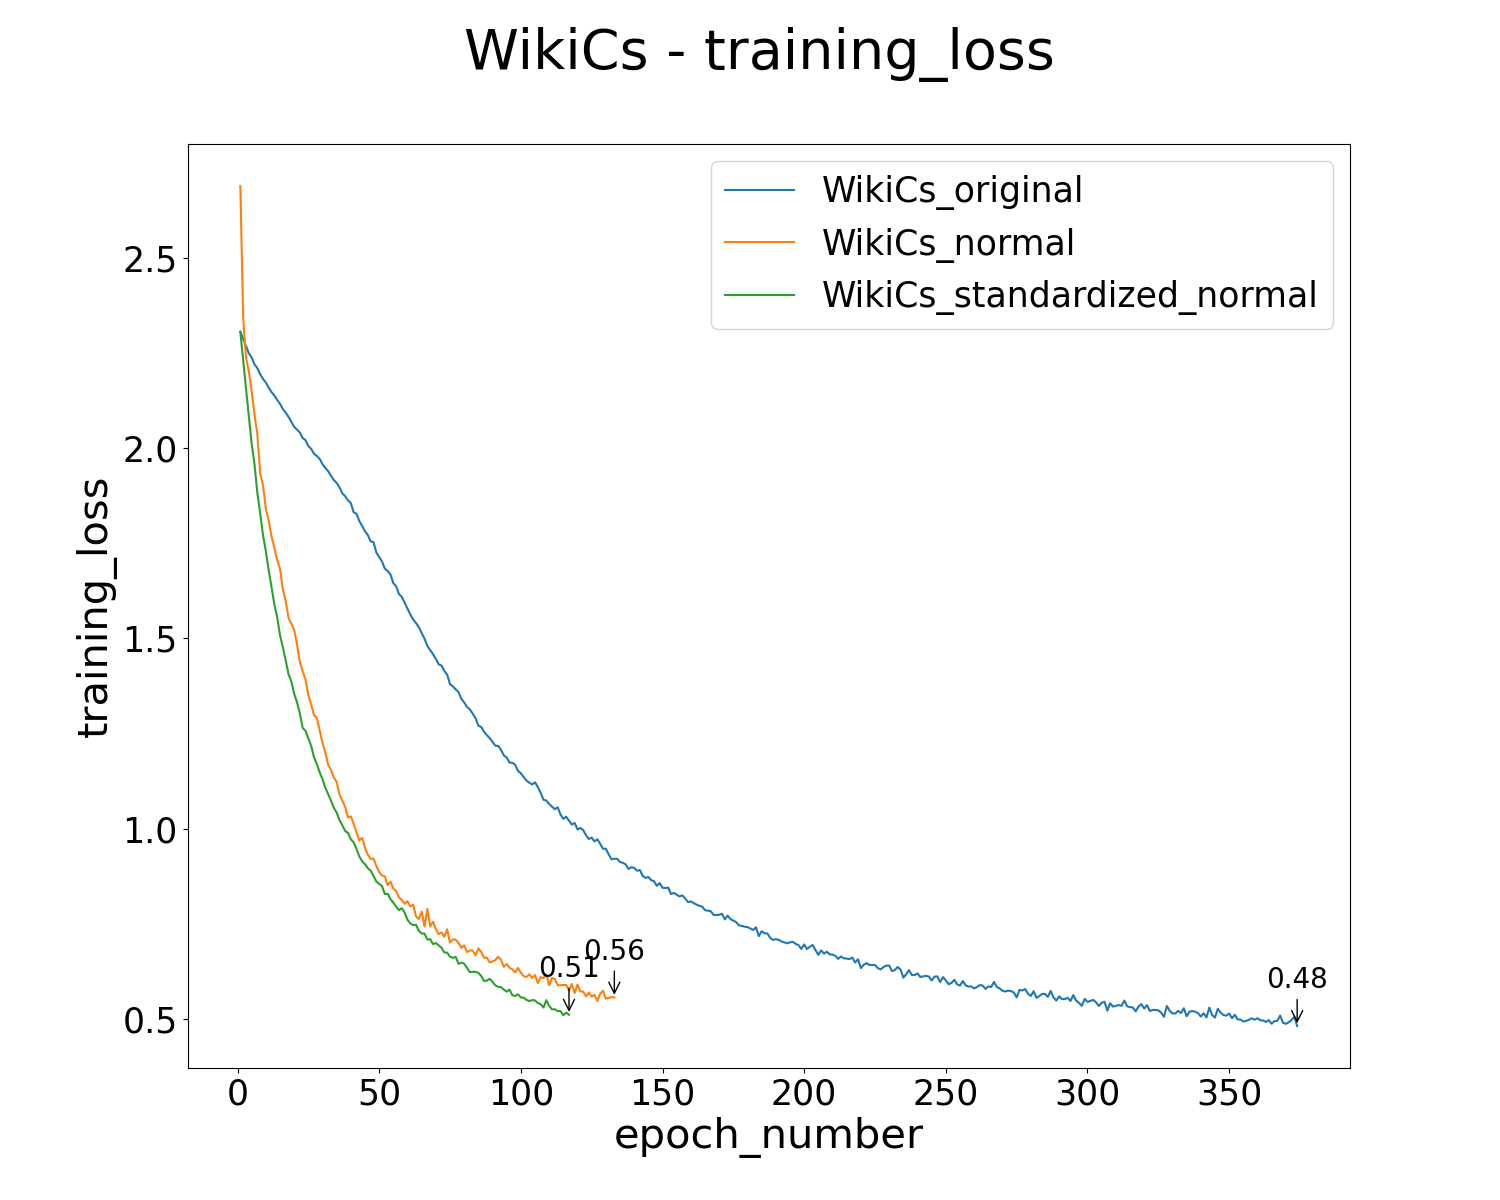 WikiCs - training_loss
WikiCs_original
WikiCs_normal
WikiCs_standardized_normal
training_loss
2.5
2.0
1.5
1.0
0.5
0.51
0.56
0.48
0 50 100 150 200 250 300 350
epoch_number